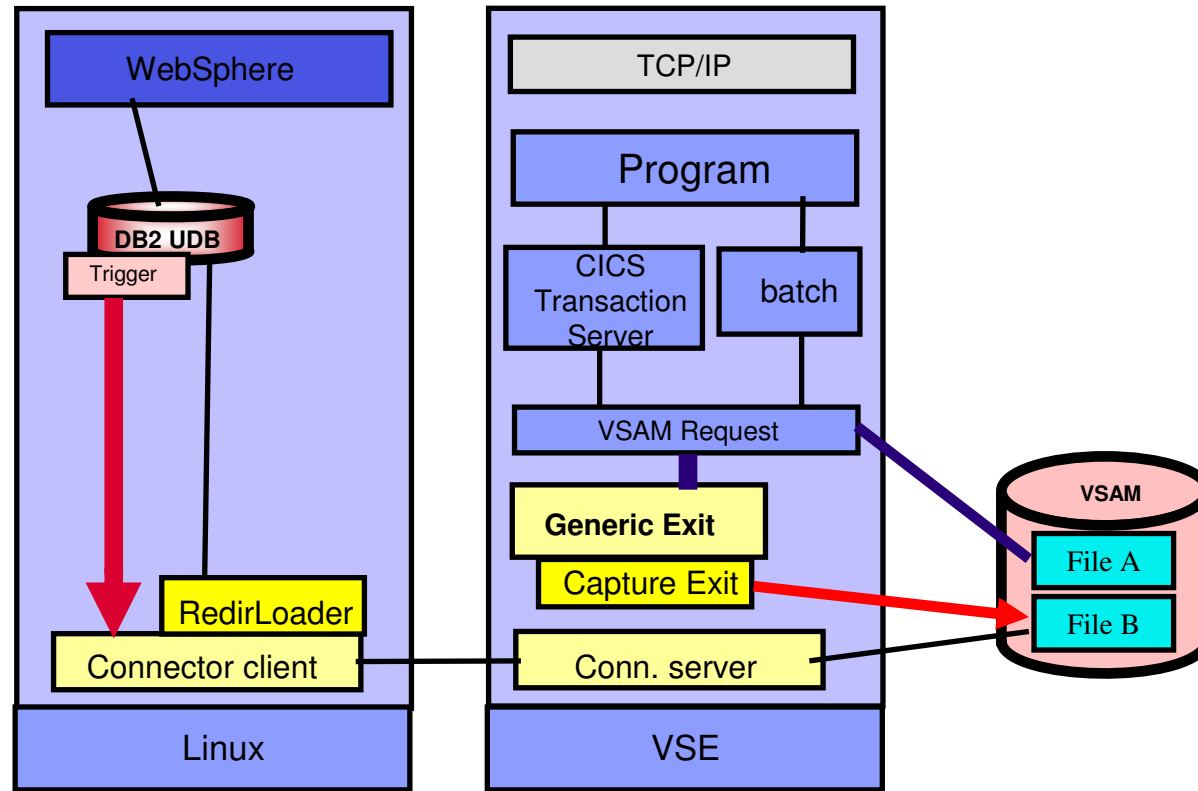 WebSphere
DB2 UDB
Trigger
RedirLoader
Connector client
Linux
TCP/IP
Program
CICS
Transaction
Server
batch
VSAM Request
Generic Exit
Capture Exit
Conn. server
VSE
VSAM
File A
File B